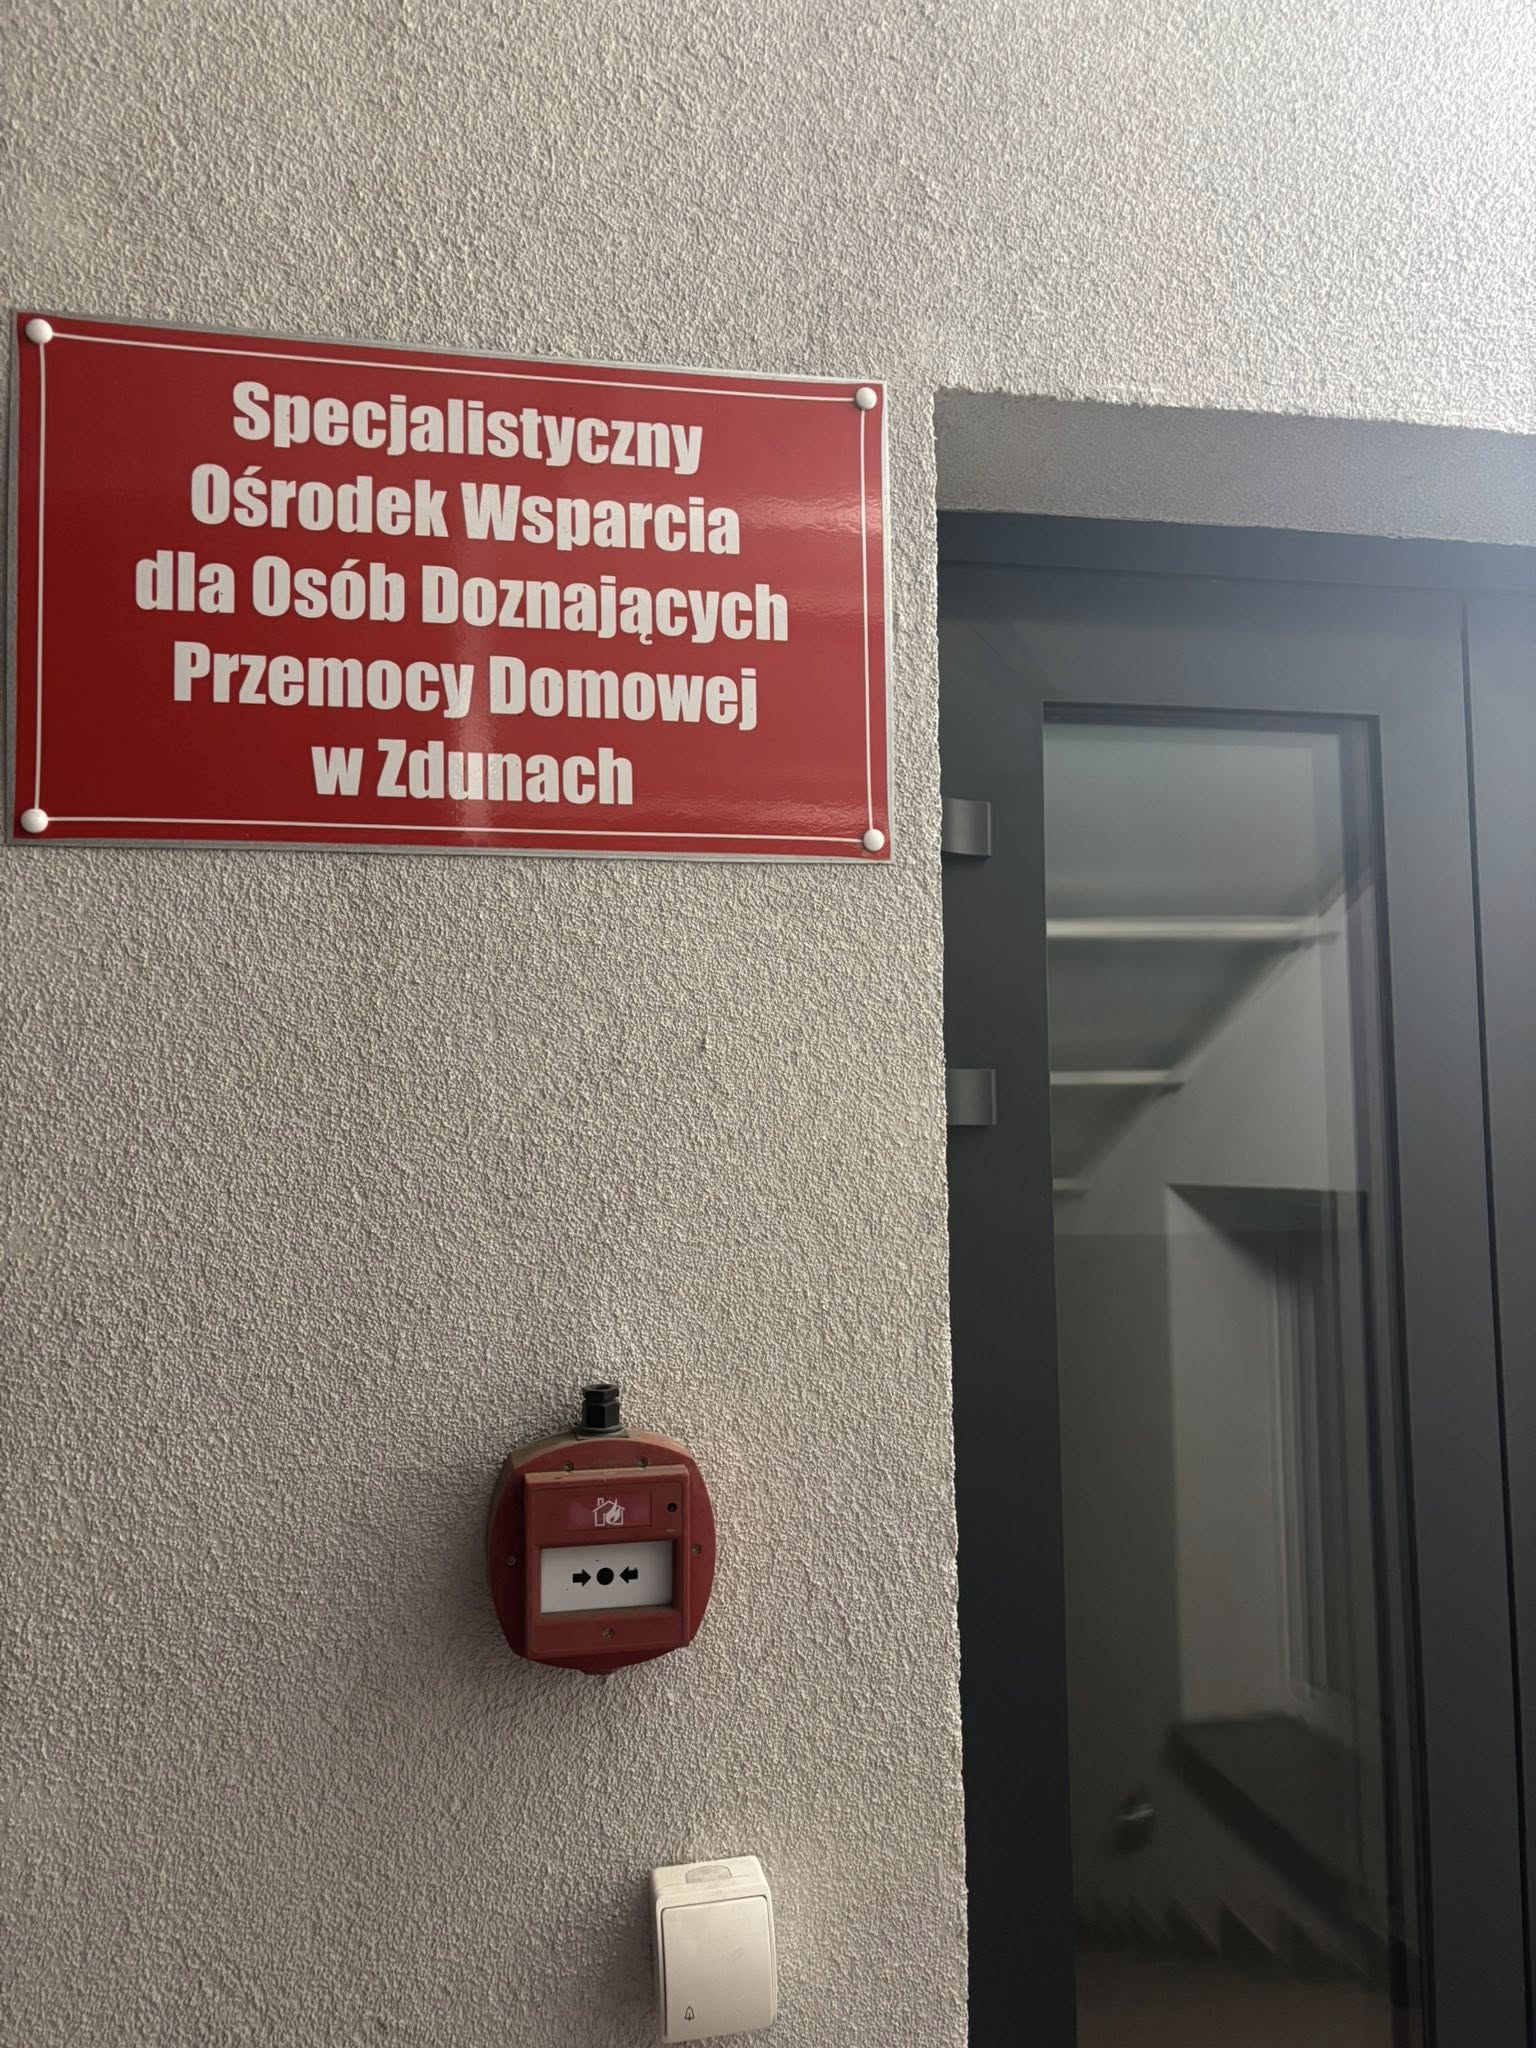 Specjalistyczny
Ośrodek Wsparcia
dla Osób Doznających
Przemocy Domowej
w Zdunach